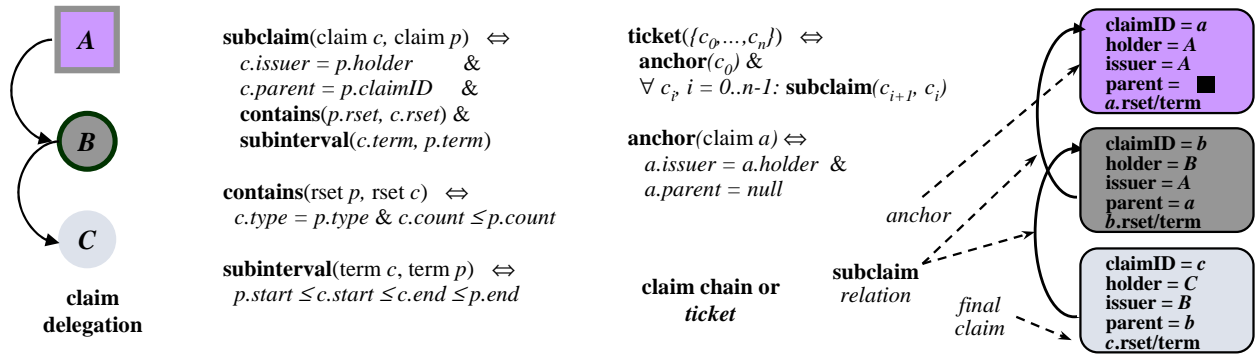 A
B
C
claim
delegation
subclaim(claim c, claim p) ⇔
c.issuer = p.holder &
c.parent = p.claimID &
contains(p.rset, c.rset) &
subinterval(c.term, p.term)
contains(rset p, rset c) ⇔
c.type = p.type & c.count ≤ p.count
subinterval(term c, term p) ⇔
p.start ≤ c.start ≤ c.end ≤ p.end
ticket({c0,...,cn}) ⇔
anchor(c0) &
∀ ci, i = 0..n-1: subclaim(ci+1, ci)
anchor(claim a) ⇔
a.issuer = a.holder &
a.parent = null
claim chain or
ticket
anchor
subclaim
relation
final
claim
claimID = a
holder = A
issuer = A
parent = ■
a.rset/term
claimID = b
holder = B
issuer = A
parent = a
b.rset/term
claimID = c
holder = C
issuer = B
parent = b
c.rset/term